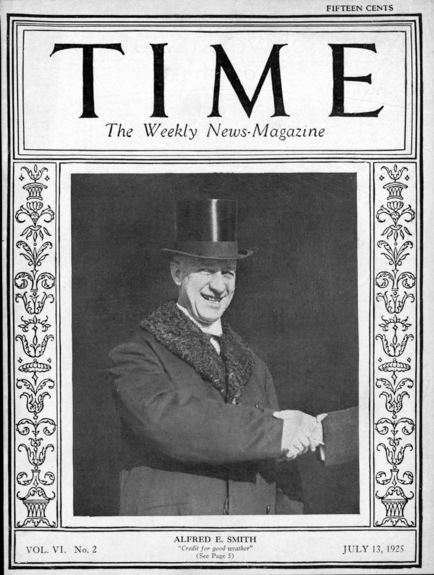 FIFTEEN CENTS
TIME
The Weekly News-Magazine
VOL. VI. No. 2
ALFRED E. SMITH
"Credit for good weather"
(See Page 5)
JULY 13, 1925